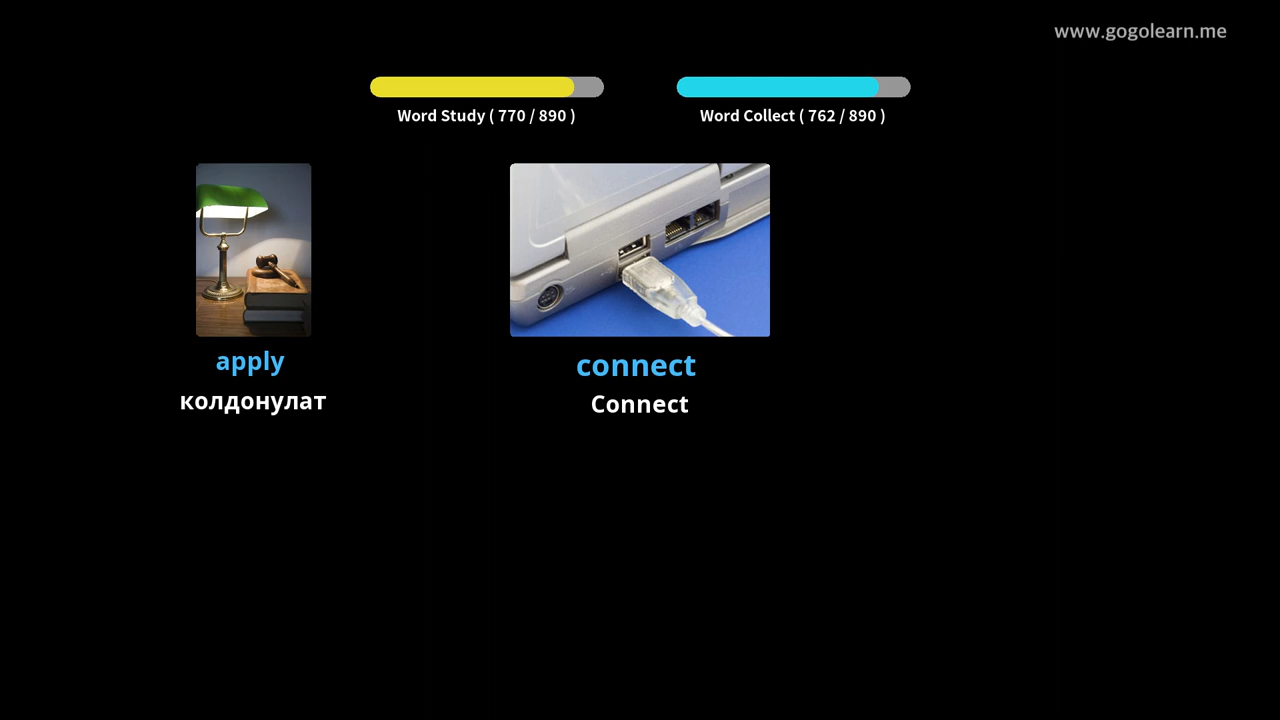 www.gogolearn.me
Word Study ( 770 / 890 )
Word Collect ( 762 / 890 )
apply
колдонулат
connect
Connect